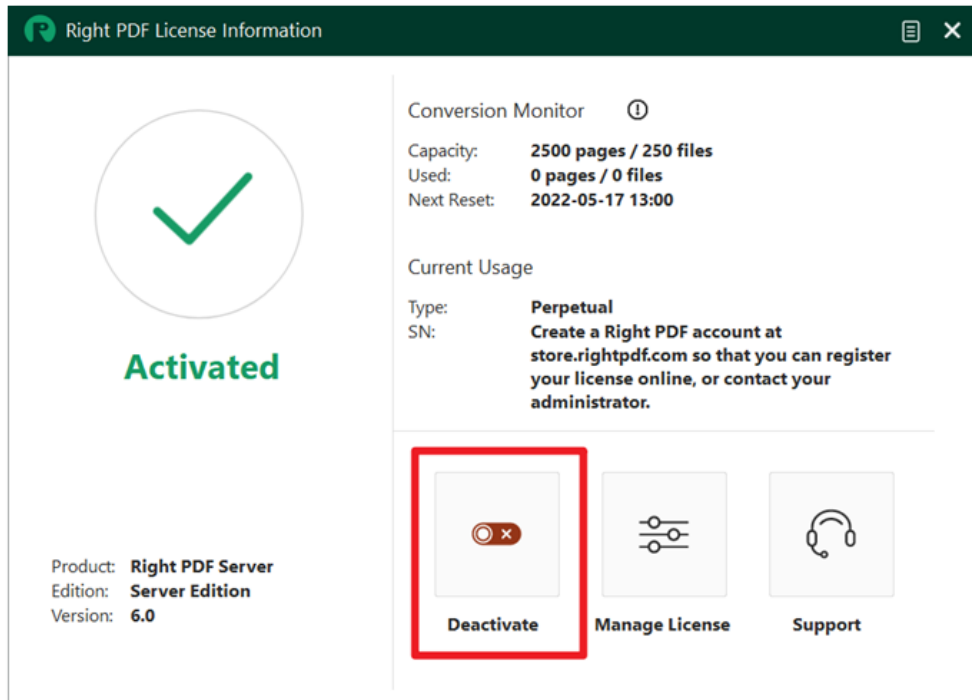 Right PDF License Information
Activated
Product: Right PDF Server
Edition: Server Edition
Version: 6.0
Conversion Monitor
Capacity: 2500 pages / 250 files
Used: 0 pages / 0 files
Next Reset: 2022-05-17 13:00
Current Usage
Type: Perpetual
SN: Create a Right PDF account at
store.rightpdf.com so that you can register
your license online, or contact your
administrator.
Deactivate
Manage License
Support